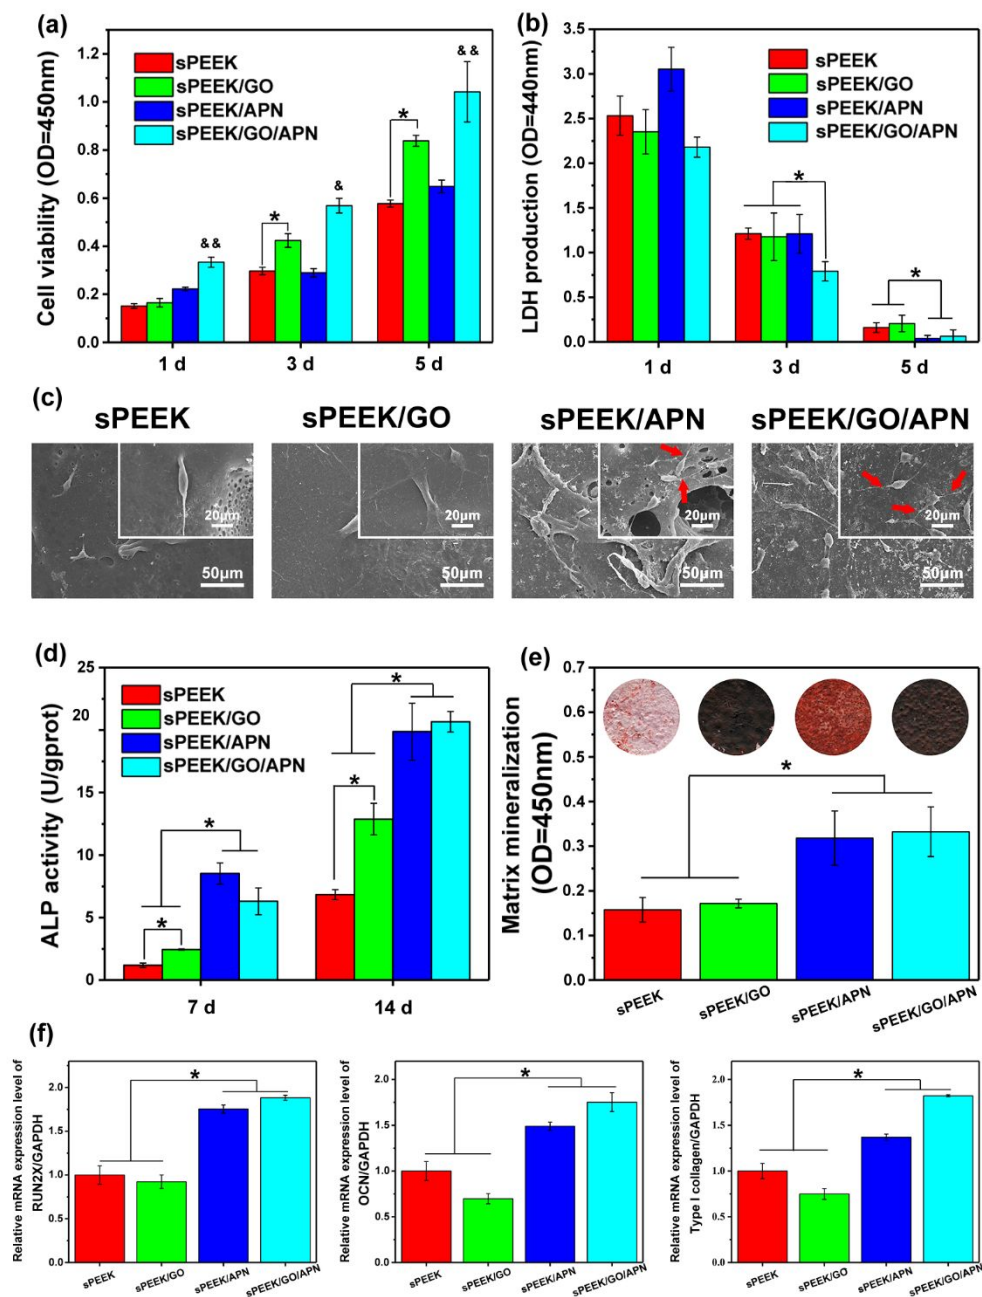 (a)
Cell viability (OD=450nm)
1.2
1.0
0.8
0.6
0.4
0.2
0.0
sPEEK
sPEEK/GO
sPEEK/APN
sPEEK/GO/APN
&&
*
&
*
&&
1 d
3 d
5 d
(b)
LDH production (OD=440nm)
3.5
3.0
2.5
2.0
1.5
1.0
0.5
0.0
sPEEK
sPEEK/GO
sPEEK/APN
sPEEK/GO/APN
*
*
1 d
3 d
5 d
(c)
sPEEK
sPEEK/GO
sPEEK/APN
sPEEK/GO/APN
20μm
50μm
20μm
50μm
20μm
50μm
20μm
50μm
(d)
ALP activity (U/gprot)
25
20
15
10
5
0
sPEEK
sPEEK/GO
sPEEK/APN
sPEEK/GO/APN
*
*
*
*
7 d
14 d
(e)
Matrix mineralization
(OD=450nm)
0.7
0.6
0.5
0.4
0.3
0.2
0.1
0.0
*
sPEEK
sPEEK/GO
sPEEK/APN
sPEEK/GO/APN
(f)
Relative mRNA expression level of
RUN2X/GAPDH
2.0
1.5
1.0
0.5
0.0
*
sPEEK
sPEEK/GO
sPEEK/APN
sPEEK/GO/APN
Relative mRNA expression level of
OCN/GAPDH
2.0
1.5
1.0
0.5
0.0
*
sPEEK
sPEEK/GO
sPEEK/APN
sPEEK/GO/APN
Relative mRNA expression level of
Type I collagen/GAPDH
2.0
1.5
1.0
0.5
0.0
*
sPEEK
sPEEK/GO
sPEEK/APN
sPEEK/GO/APN